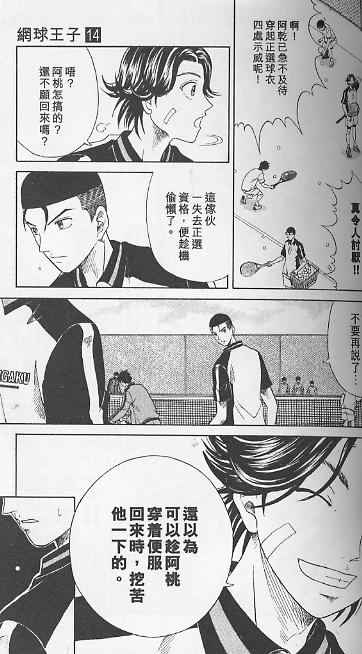 網球王子 14
啊！
阿乾已急不及待
穿起正選球衣
四處示威呢！
真令人討厭!!
唔？
阿桃怎搞的？
還不願回來嗎？
這傢伙
一失去正選
資格，便趁機
偷懶了。
不要再說了…
GAKU
還以為
可以趁阿桃
穿着便服
回來時，挖苦
他一下的。